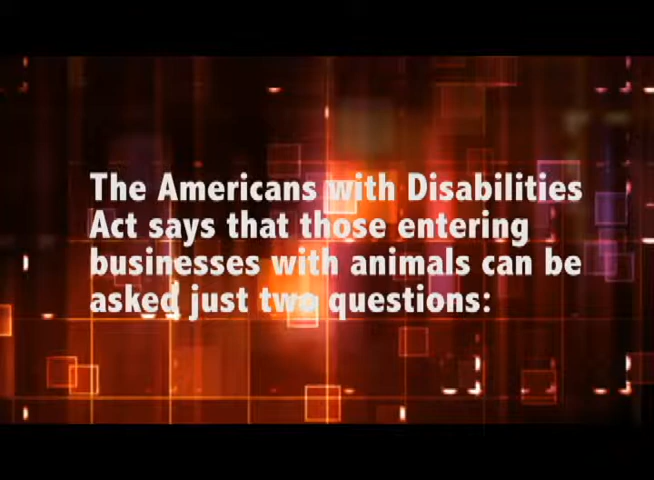 The Americans with Disabilities
Act says that those entering
businesses with animals can be
asked just two questions: